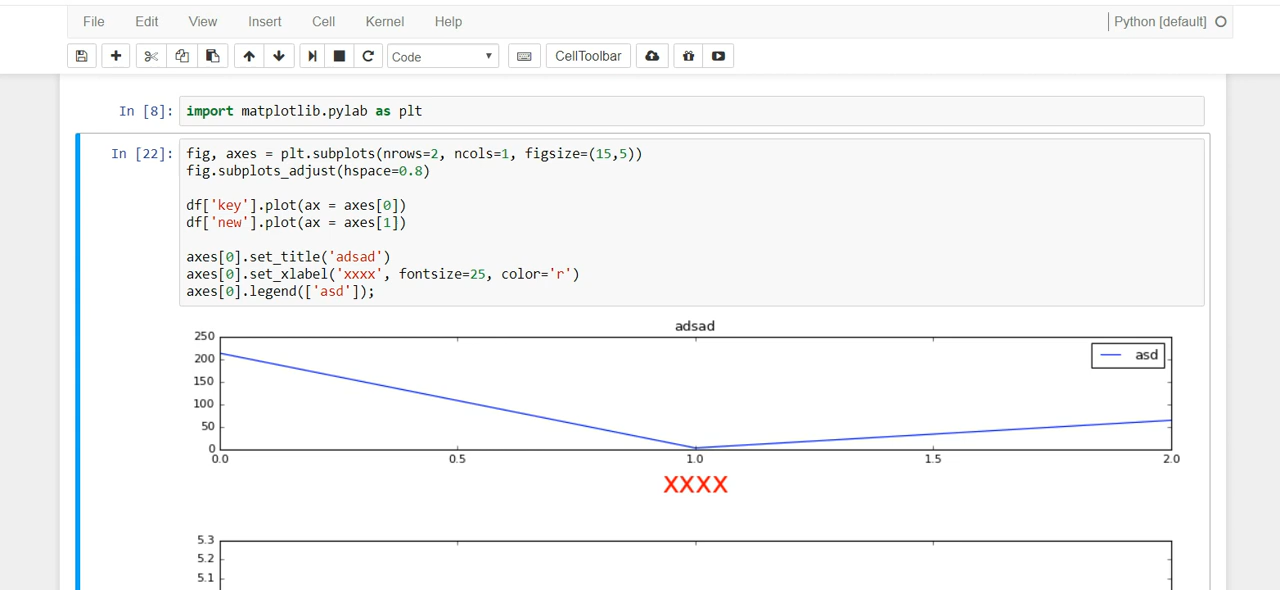 File Edit View Insert Cell Kernel Help Python [default]
Code CellToolbar
In [8]: import matplotlib.pylab as plt
In [22]: fig, axes = plt.subplots(nrows=2, ncols=1, figsize=(15,5))
fig.subplots_adjust(hspace=0.8)
df['key'].plot(ax = axes[0])
df['new'].plot(ax = axes[1])
axes[0].set_title('adsad')
axes[0].set_xlabel('xxxx', fontsize=25, color='r')
axes[0].legend(['asd']);
adsad
250
asd
200
150
100
50
0
0.0 0.5 1.0 1.5 2.0
xxxx
5.3
5.2
5.1